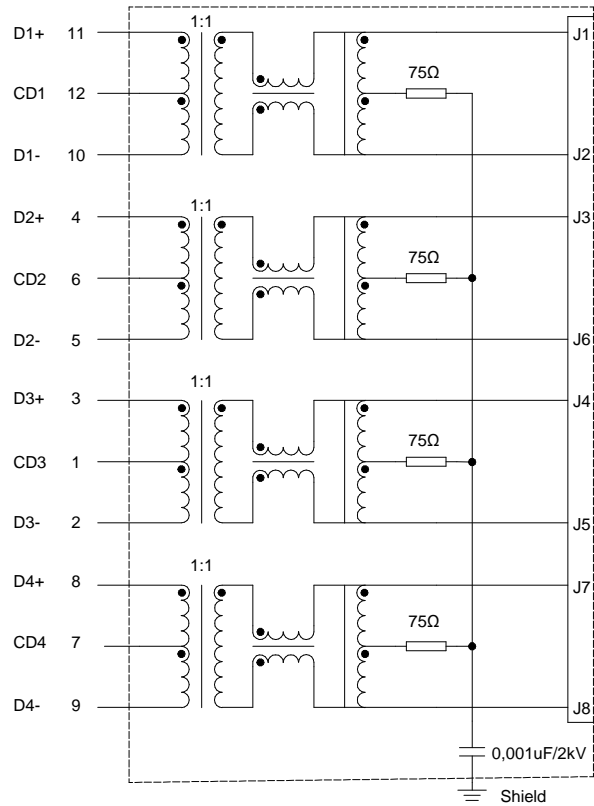 1:1
D1+ 11 J1
75Ω
CD1 12
D1- 10 J2
1:1
D2+ 4 J3
75Ω
CD2 6
D2- 5 J6
1:1
D3+ 3 J4
75Ω
CD3 1
D3- 2 J5
1:1
D4+ 8 J7
75Ω
CD4 7
D4- 9 J8
0,001uF/2kV
Shield